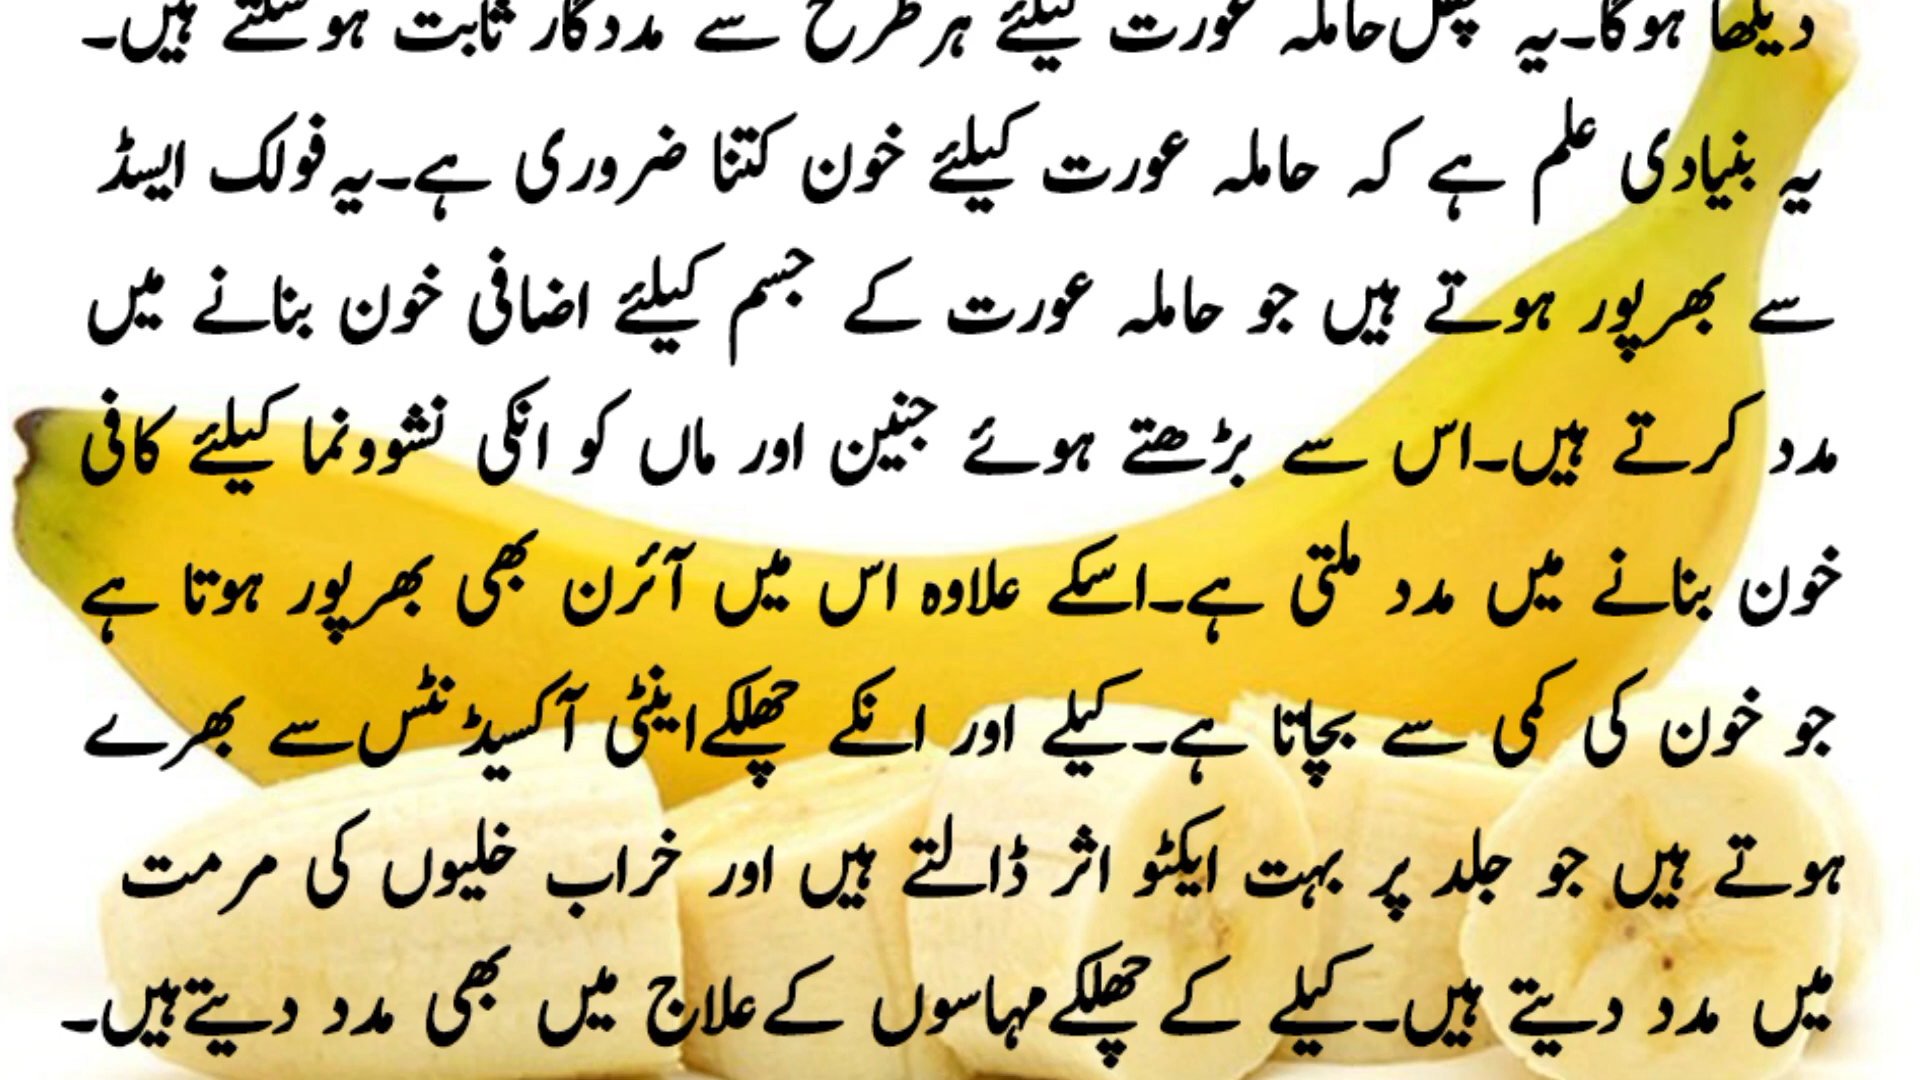 دیکھا ہوگا۔یہ پھل حاملہ عورت کیلئے ہر طرح سے مددگار ثابت ہوسکتے ہیں۔
یہ بنیادی علم ہے کہ حاملہ عورت کیلئے خون کتنا ضروری ہے۔یہ فولک ایسڈ
سے بھرپور ہوتے ہیں جو حاملہ عورت کے جسم کیلئے اضافی خون بنانے میں
مدد کرتے ہیں۔اس سے بڑھتے ہوئے جنین اور ماں کو انکی نشوونما کیلئے کافی
خون بنانے میں مدد ملتی ہے۔اسکے علاوہ اس میں آئرن بھی بھرپور ہوتا ہے
جو خون کی کمی سے بچاتا ہے۔کیلے اور انکے چھلکے اینٹی آکسیڈنٹس سے بھرے
ہوتے ہیں جو جلد پر بہت ایکٹو اثر ڈالتے ہیں اور خراب خلیوں کی مرمت
میں مدد دیتے ہیں۔کیلے کے چھلکے مہاسوں کے علاج میں بھی مدد دیتے ہیں۔